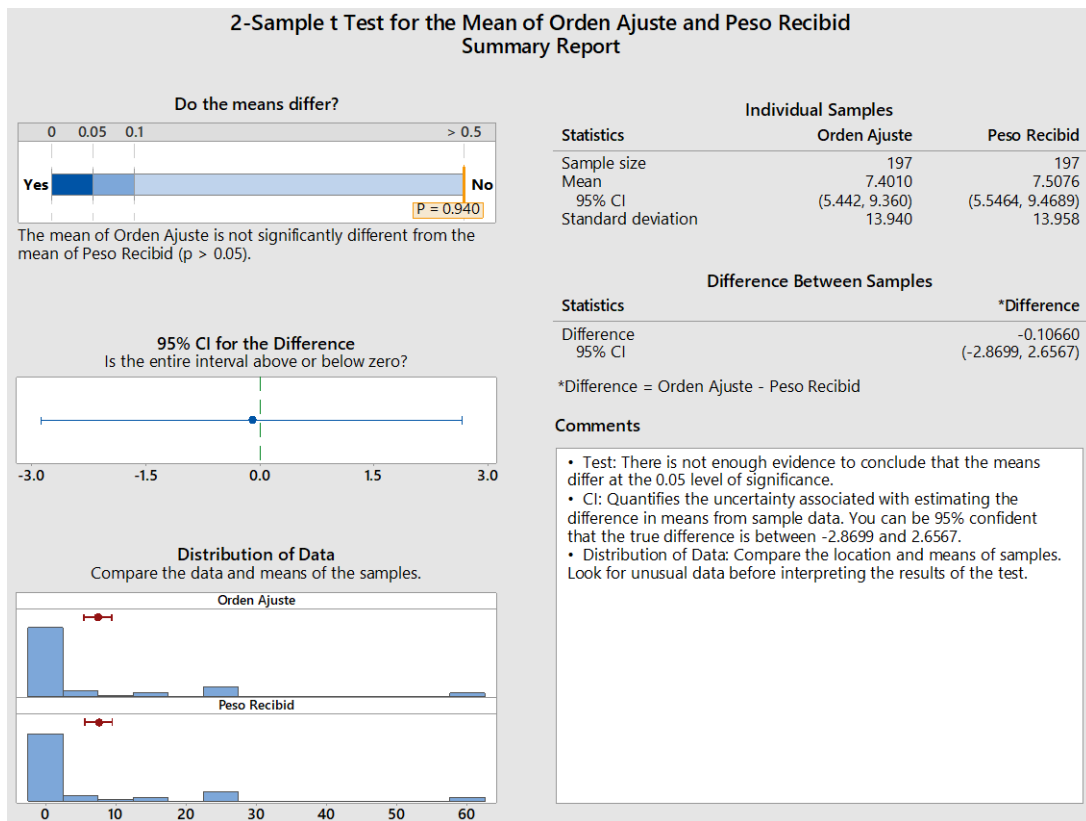 2-Sample t Test for the Mean of Orden Ajuste and Peso Recibid
Summary Report
Do the means differ?
0 0.05 0.1 > 0.5
Yes No
P = 0.940
The mean of Orden Ajuste is not significantly different from the
mean of Peso Recibid (p > 0.05).
95% CI for the Difference
Is the entire interval above or below zero?
-3.0 -1.5 0.0 1.5 3.0
Distribution of Data
Compare the data and means of the samples.
Orden Ajuste
Peso Recibid
0 10 20 30 40 50 60
Individual Samples
Statistics Orden Ajuste Peso Recibid
Sample size 197 197
Mean 7.4010 7.5076
95% CI (5.442, 9.360) (5.5464, 9.4689)
Standard deviation 13.940 13.958
Difference Between Samples
Statistics *Difference
Difference -0.10660
95% CI (-2.8699, 2.6567)
*Difference = Orden Ajuste - Peso Recibid
Comments
• Test: There is not enough evidence to conclude that the means
differ at the 0.05 level of significance.
• CI: Quantifies the uncertainty associated with estimating the
difference in means from sample data. You can be 95% confident
that the true difference is between -2.8699 and 2.6567.
• Distribution of Data: Compare the location and means of samples.
Look for unusual data before interpreting the results of the test.